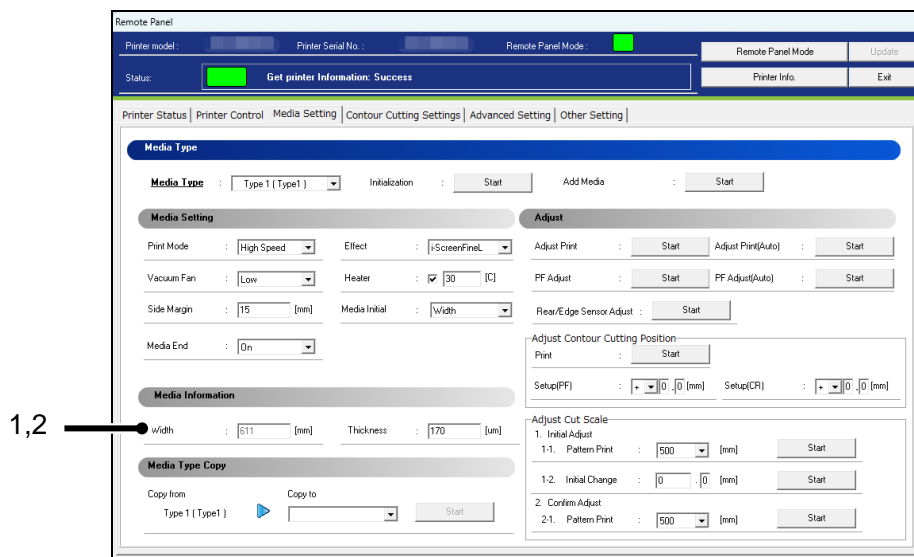 Remote Panel
Printer model : Printer Serial No. : Remote Panel Mode : Remote Panel Mode Update
Status: Get printer Information: Success Printer Info. Exit
Printer Status Printer Control Media Setting Contour Cutting Settings Advanced Setting Other Setting
Media Type
Media Type : Type 1 ( Type1 ) Initialization : Start Add Media : Start
Media Setting
Print Mode : High Speed Effect : i-ScreenFineL
Vacuum Fan : Low Heater : 30 [C]
Side Margin : 15 [mm] Media Initial : Width
Media End : On
Media Information
1,2
Width : 611 [mm] Thickness : 170 [um]
Media Type Copy
Copy from Copy to
Type 1 ( Type1 ) Start
Adjust
Adjust Print : Start Adjust Print(Auto) : Start
PF Adjust : Start PF Adjust(Auto) : Start
Rear/Edge Sensor Adjust : Start
Adjust Contour Cutting Position
Print : Start
Setup(PF) : + 0 . 0 [mm] Setup(CR) : + 0 . 0 [mm]
Adjust Cut Scale
1. Initial Adjust
1-1. Pattern Print : 500 [mm] Start
1-2. Initial Change : 0 . 0 [mm] Start
2. Confirm Adjust
2-1. Pattern Print : 500 [mm] Start